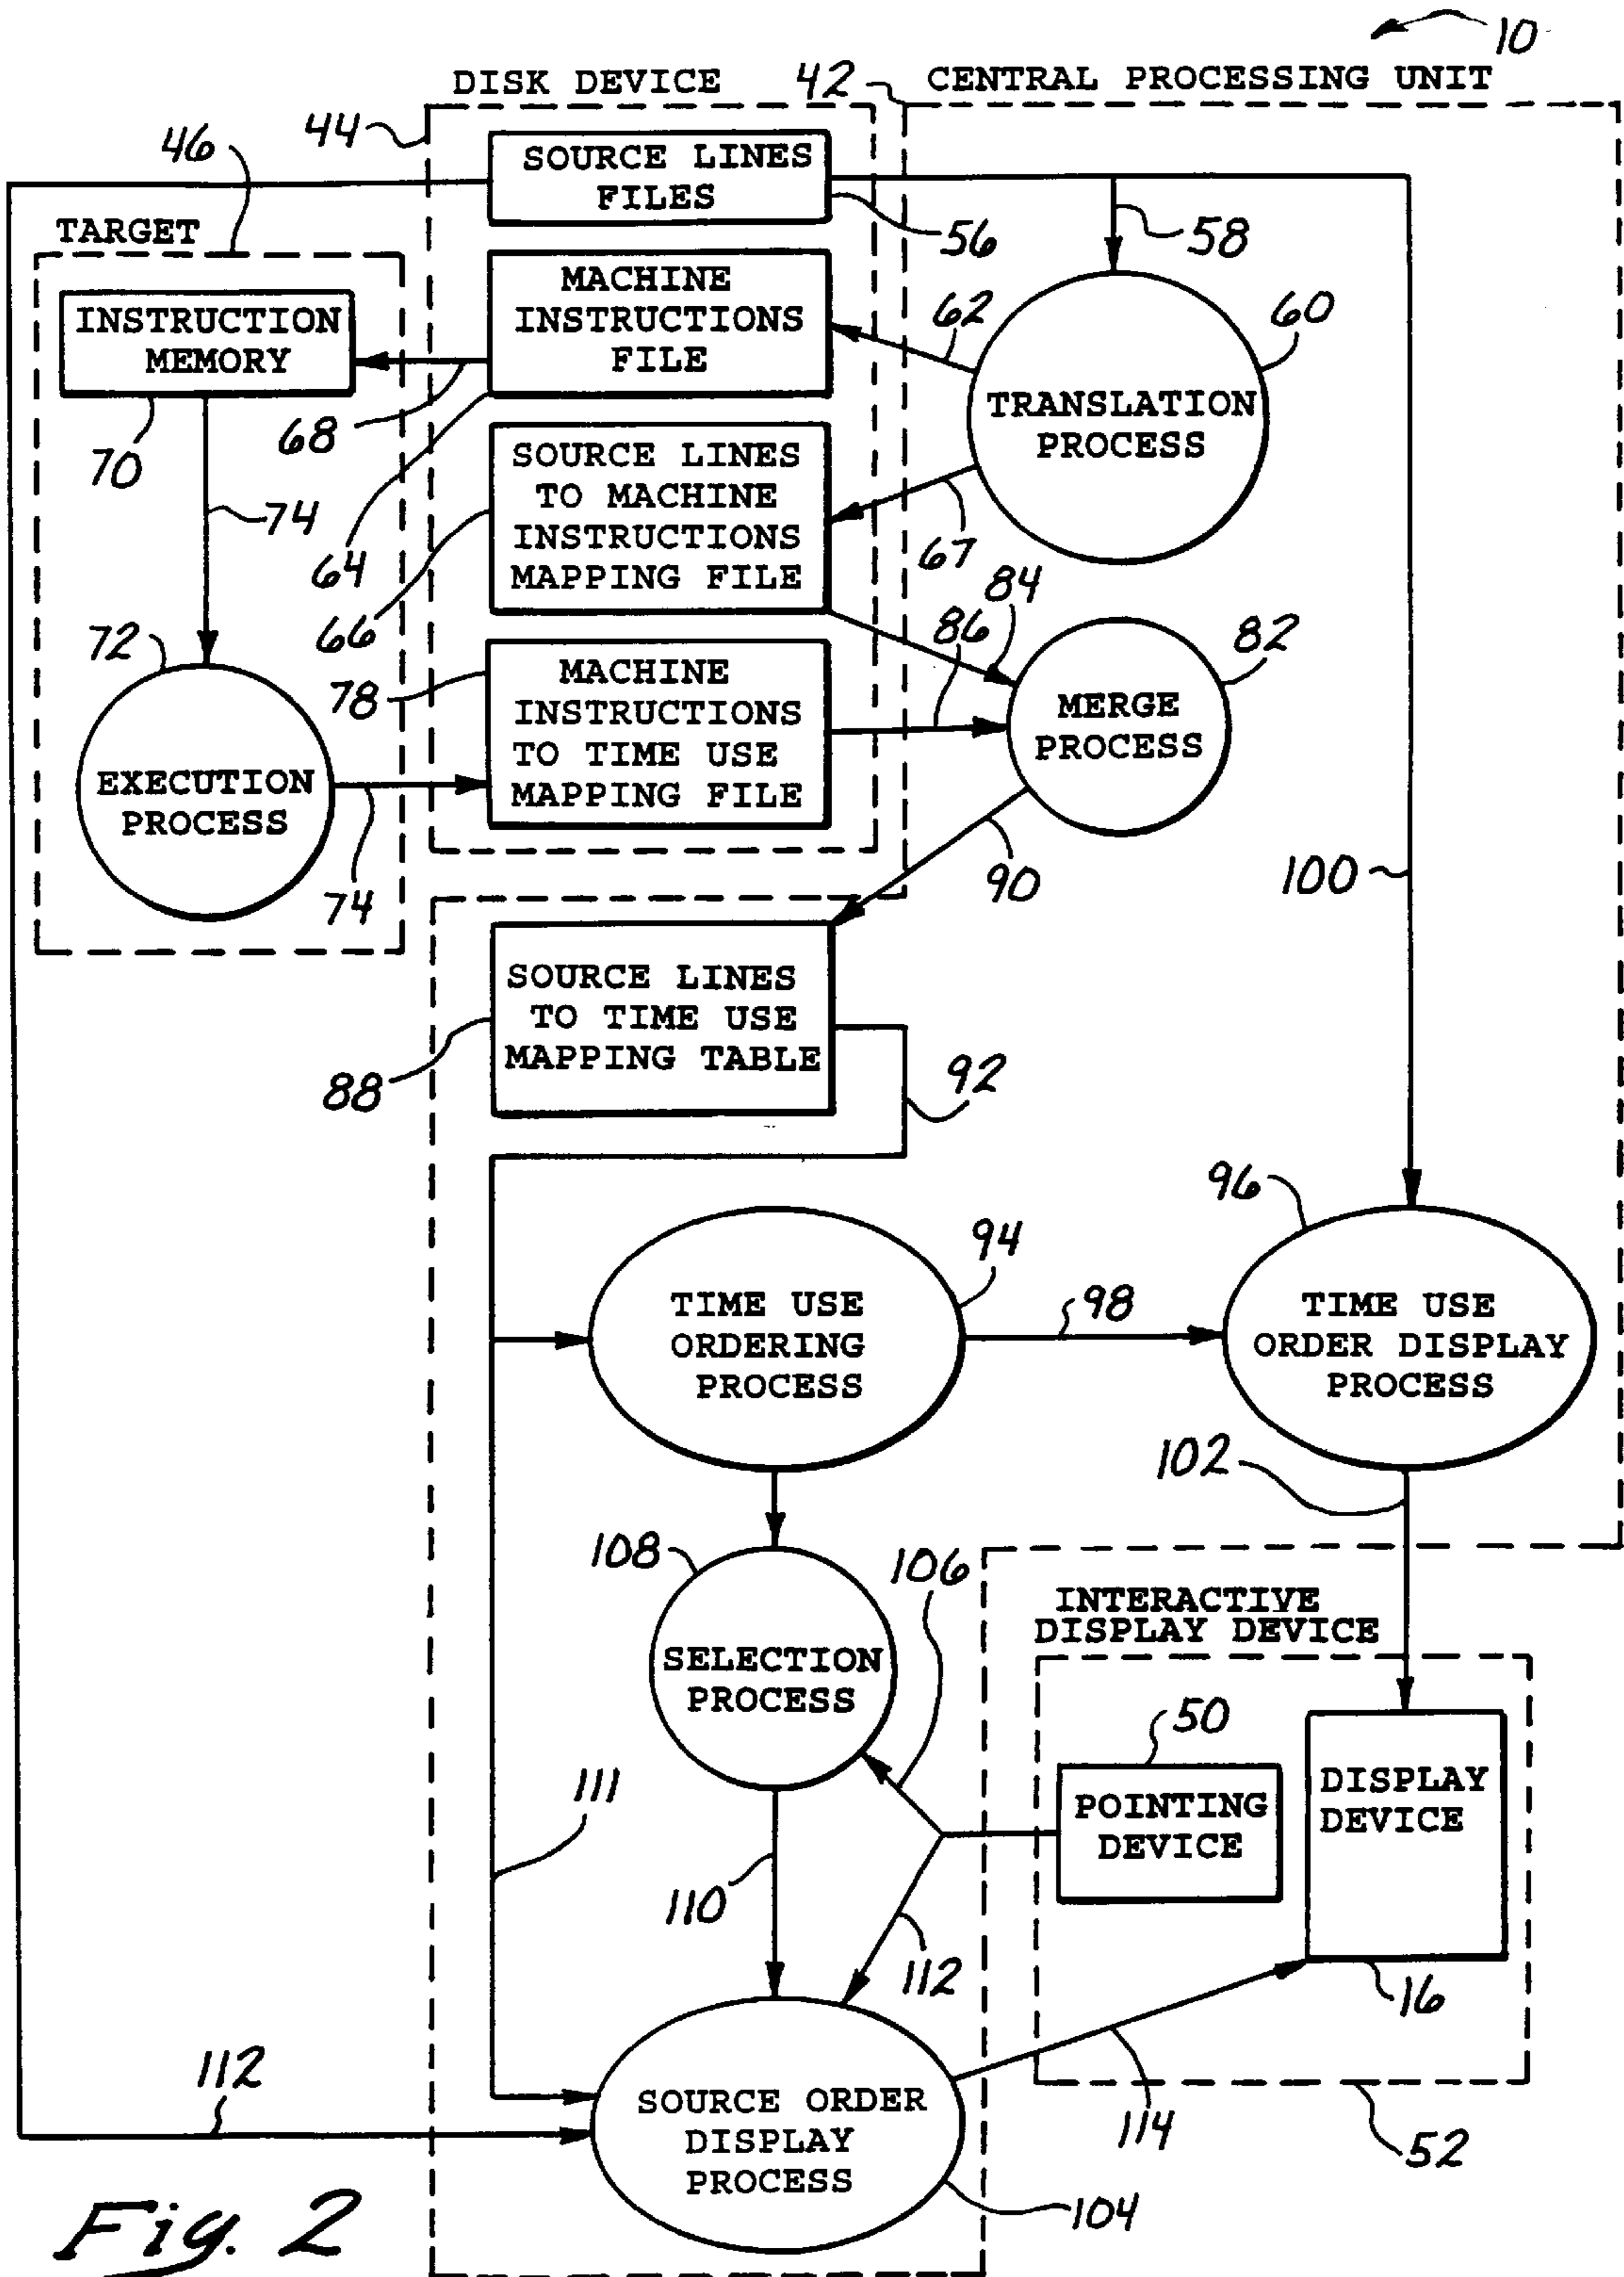 10
DISK DEVICE
42
CENTRAL PROCESSING UNIT
44
46
SOURCE LINES
FILES
56
58
TARGET
INSTRUCTION
MEMORY
70
68
MACHINE
INSTRUCTIONS
FILE
62
60
TRANSLATION
PROCESS
64
SOURCE LINES
TO MACHINE
INSTRUCTIONS
MAPPING FILE
67
66
74
84
86
82
MERGE
PROCESS
72
78
MACHINE
INSTRUCTIONS
TO TIME USE
MAPPING FILE
EXECUTION
PROCESS
74
90
100
SOURCE LINES
TO TIME USE
MAPPING TABLE
88
92
94
96
TIME USE
ORDERING
PROCESS
98
TIME USE
ORDER DISPLAY
PROCESS
102
108
106
SELECTION
PROCESS
INTERACTIVE
DISPLAY DEVICE
50
POINTING
DEVICE
DISPLAY
DEVICE
16
111
110
112
112
114
52
SOURCE ORDER
DISPLAY
PROCESS
104
Fig. 2